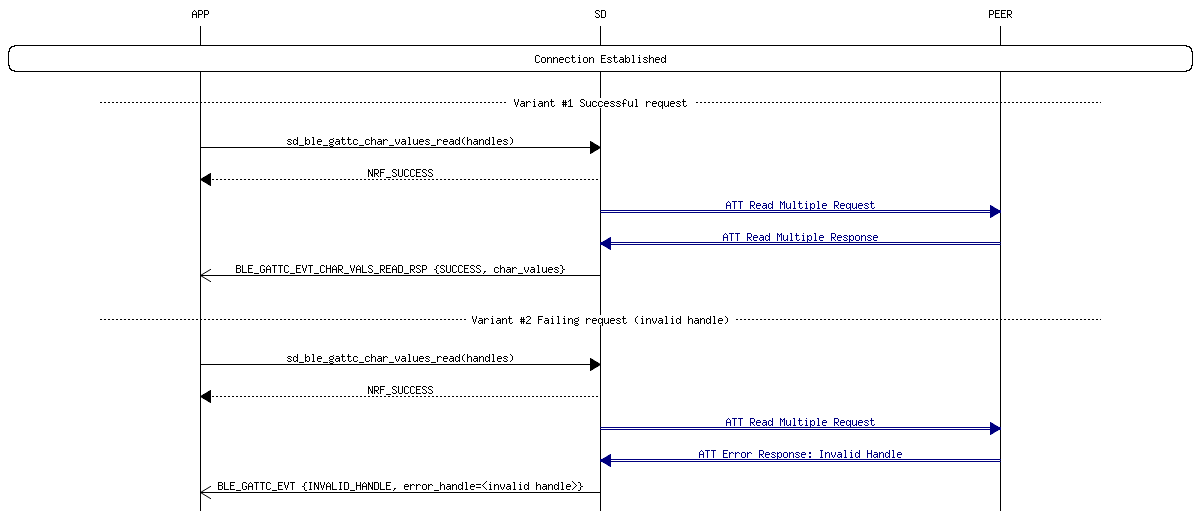 APP SD PEER
Connection Established
Variant #1 Successful request
sd_ble_gattc_char_values_read(handles)
NRF_SUCCESS
ATT Read Multiple Request
ATT Read Multiple Response
BLE_GATTC_EVT_CHAR_VALS_READ_RSP {SUCCESS, char_values}
Variant #2 Failing request (invalid handle)
sd_ble_gattc_char_values_read(handles)
NRF_SUCCESS
ATT Read Multiple Request
ATT Error Response: Invalid Handle
BLE_GATTC_EVT {INVALID_HANDLE, error_handle=<invalid handle>}